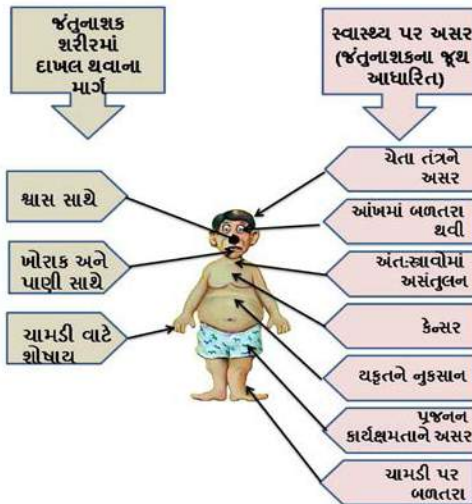 જંતુનાશક
શરીરમાં
દાખલ થવાના
માર્ગ
શ્વાસ સાથે
ખોરાક અને
પાણી સાથે
ચામડી વાટે
શોષાય
સ્વાસ્થ્ય પર અસર
(જંતુનાશકના જૂથ
આધારિત)
ચેતા તંત્રને
અસર
આંખમાં બળતરા
થવી
અંતઃસ્ત્રાવોમાં
અસંતુલન
કેન્સર
યકૃતને નુકસાન
પ્રજનન
કાર્યક્ષમતાને અસર
ચામડી પર
બળતરા